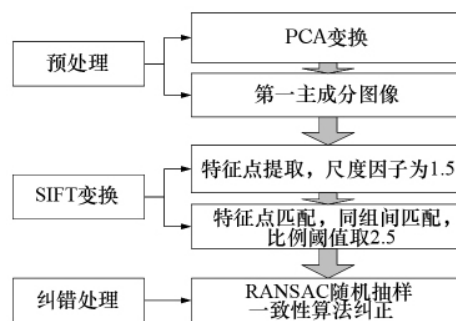 PCA变换
预处理
第一主成分图像
特征点提取，尺度因子为1.5
SIFT变换
特征点匹配，同组间匹配，
比例阈值取2.5
纠错处理
RANSAC随机抽样
一致性算法纠正